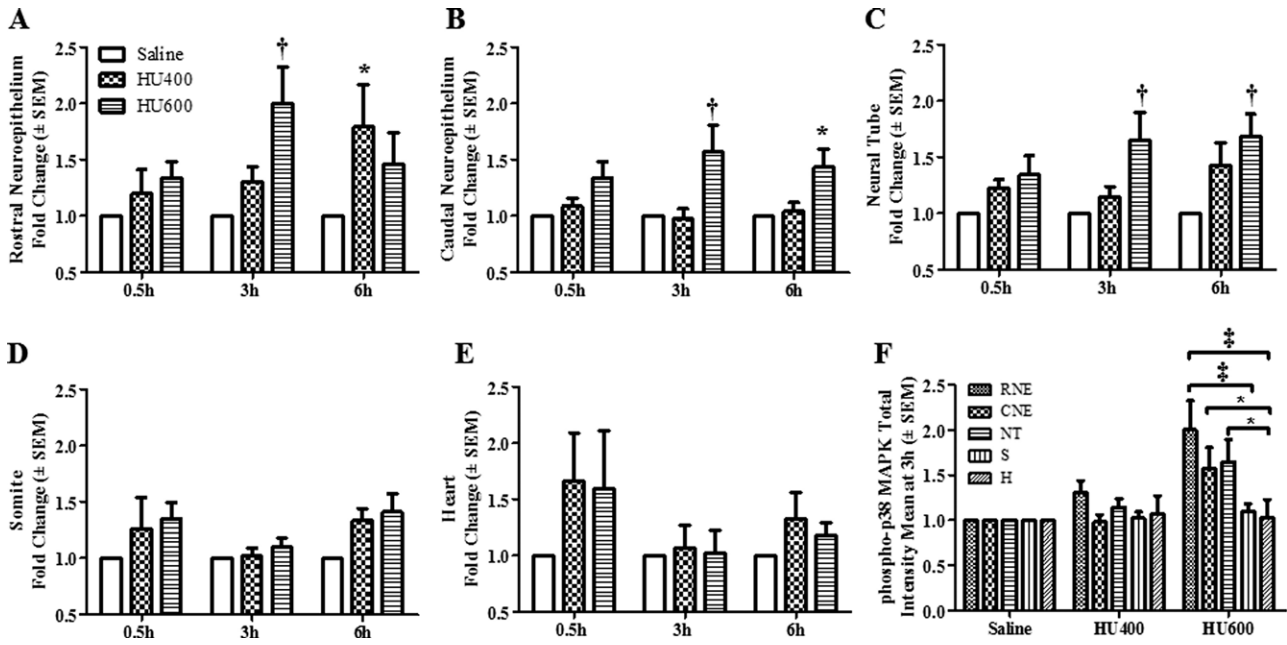 A
Rostral Neuroepithelium
Fold Change (± SEM)
2.5
2.0
1.5
1.0
0.5
Saline
HU400
HU600
†
*
0.5h
3h
6h
B
Caudal Neuroepithelium
Fold Change (± SEM)
2.5
2.0
1.5
1.0
0.5
†
*
0.5h
3h
6h
C
Neural Tube
Fold Change (± SEM)
2.5
2.0
1.5
1.0
0.5
†
†
0.5h
3h
6h
D
Somite
Fold Change (± SEM)
2.5
2.0
1.5
1.0
0.5
0.5h
3h
6h
E
Heart
Fold Change (± SEM)
2.5
2.0
1.5
1.0
0.5
0.5h
3h
6h
F
phospho-p38 MAPK Total
Intensity Mean at 3h (± SEM)
2.5
2.0
1.5
1.0
0.5
0.0
RNE
CNE
NT
S
H
‡
‡
*
*
Saline
HU400
HU600